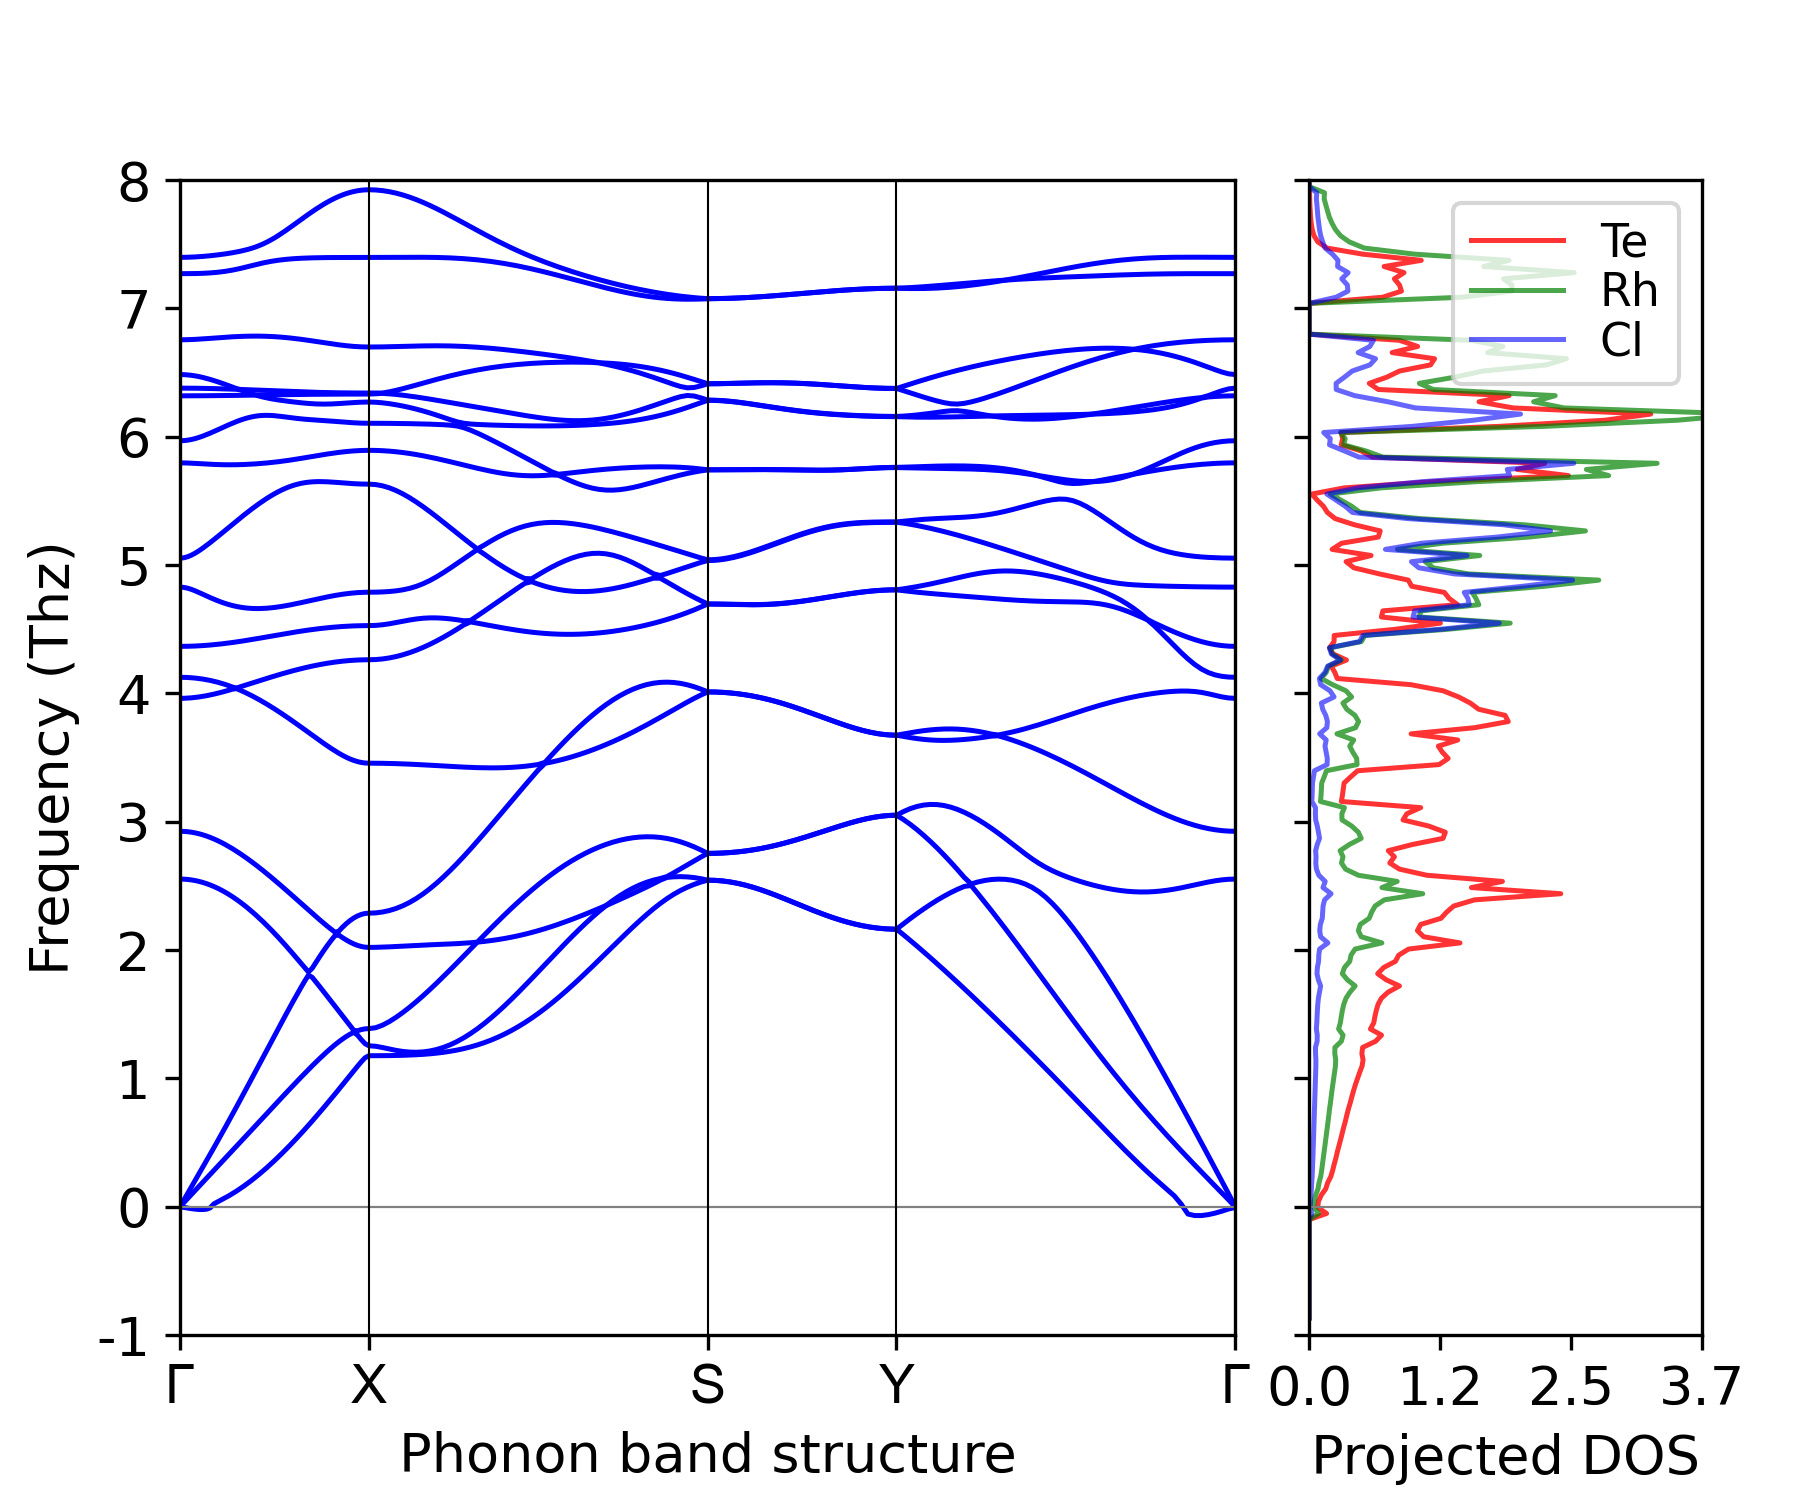 8
7
6
5
4
3
2
1
0
-1
Frequency (Thz)
Γ X S Y Γ
Phonon band structure
Te
Rh
Cl
0.0 1.2 2.5 3.7
Projected DOS